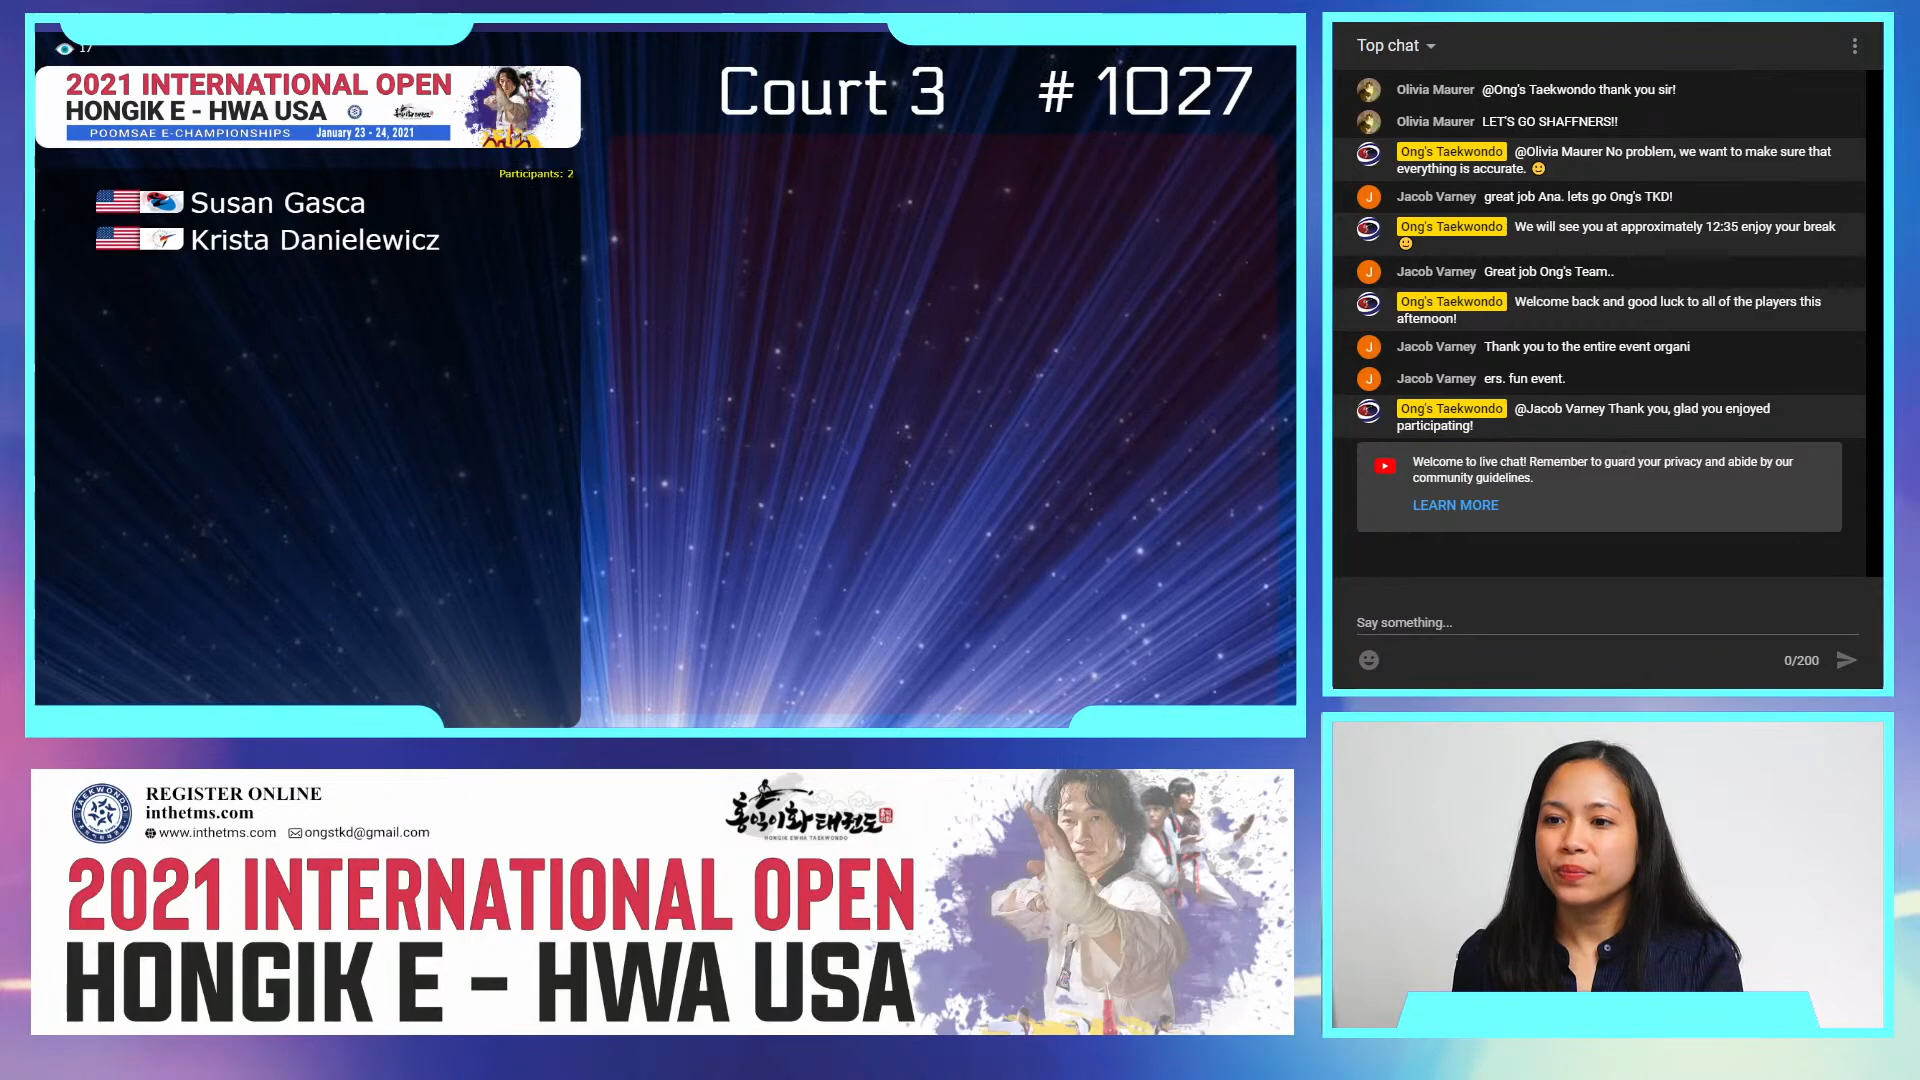 17
2021 INTERNATIONAL OPEN
HONGIK E - HWA USA
POOMSAE E-CHAMPIONSHIPS January 23 - 24, 2021
Court 3 # 1027
Participants: 2
Susan Gasca
Krista Danielewicz
Top chat
Olivia Maurer @Ong's Taekwondo thank you sir!
Olivia Maurer LET'S GO SHAFFNERS!!
Ong's Taekwondo @Olivia Maurer No problem, we want to make sure that
everything is accurate. 🙂
J Jacob Varney great job Ana. lets go Ong's TKD!
Ong's Taekwondo We will see you at approximately 12:35 enjoy your break
🙂
J Jacob Varney Great job Ong's Team..
Ong's Taekwondo Welcome back and good luck to all of the players this
afternoon!
J Jacob Varney Thank you to the entire event organi
J Jacob Varney ers. fun event.
Ong's Taekwondo @Jacob Varney Thank you, glad you enjoyed
participating!
Welcome to live chat! Remember to guard your privacy and abide by our
community guidelines.
LEARN MORE
Say something...
0/200
TAEKWONDO
REGISTER ONLINE
inthetms.com
www.inthetms.com ongstkd@gmail.com
홍익이화태권도
HONGIK EWHA TAEKWONDO
2021 INTERNATIONAL OPEN
HONGIK E - HWA USA